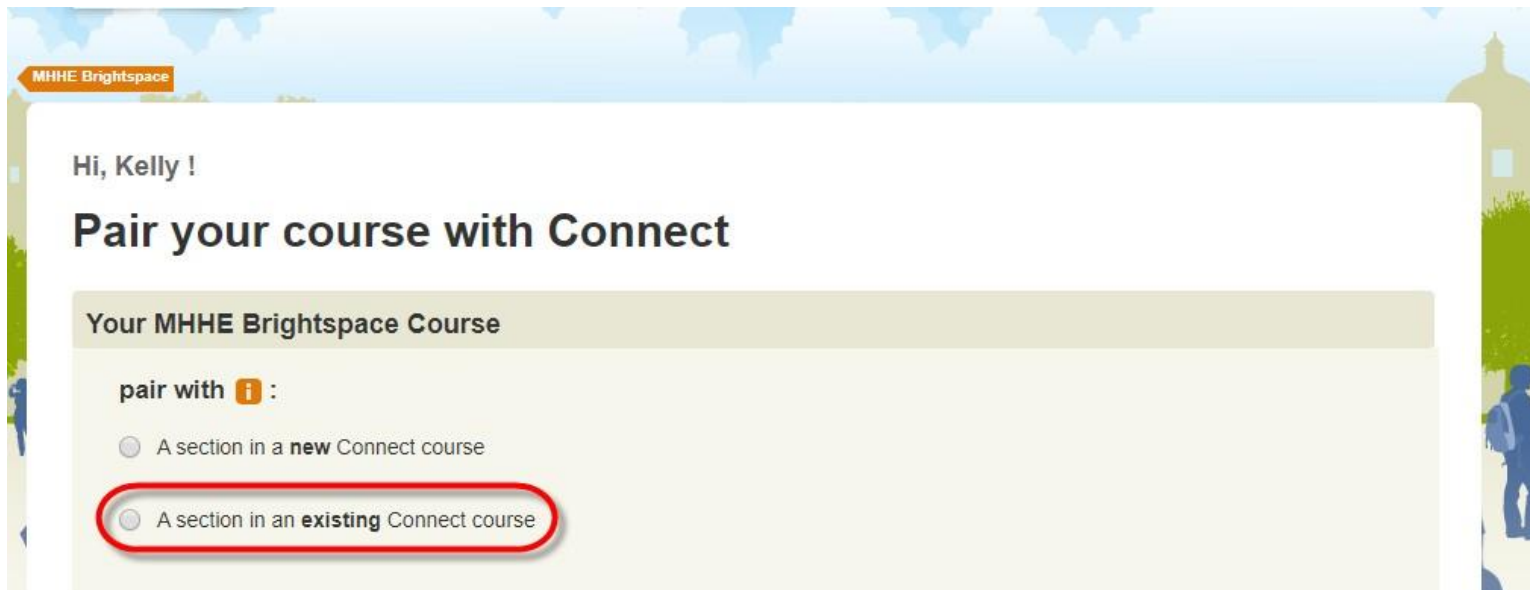 MHHE Brightspace
Hi, Kelly !
Pair your course with Connect
Your MHHE Brightspace Course
pair with i :
A section in a new Connect course
A section in an existing Connect course